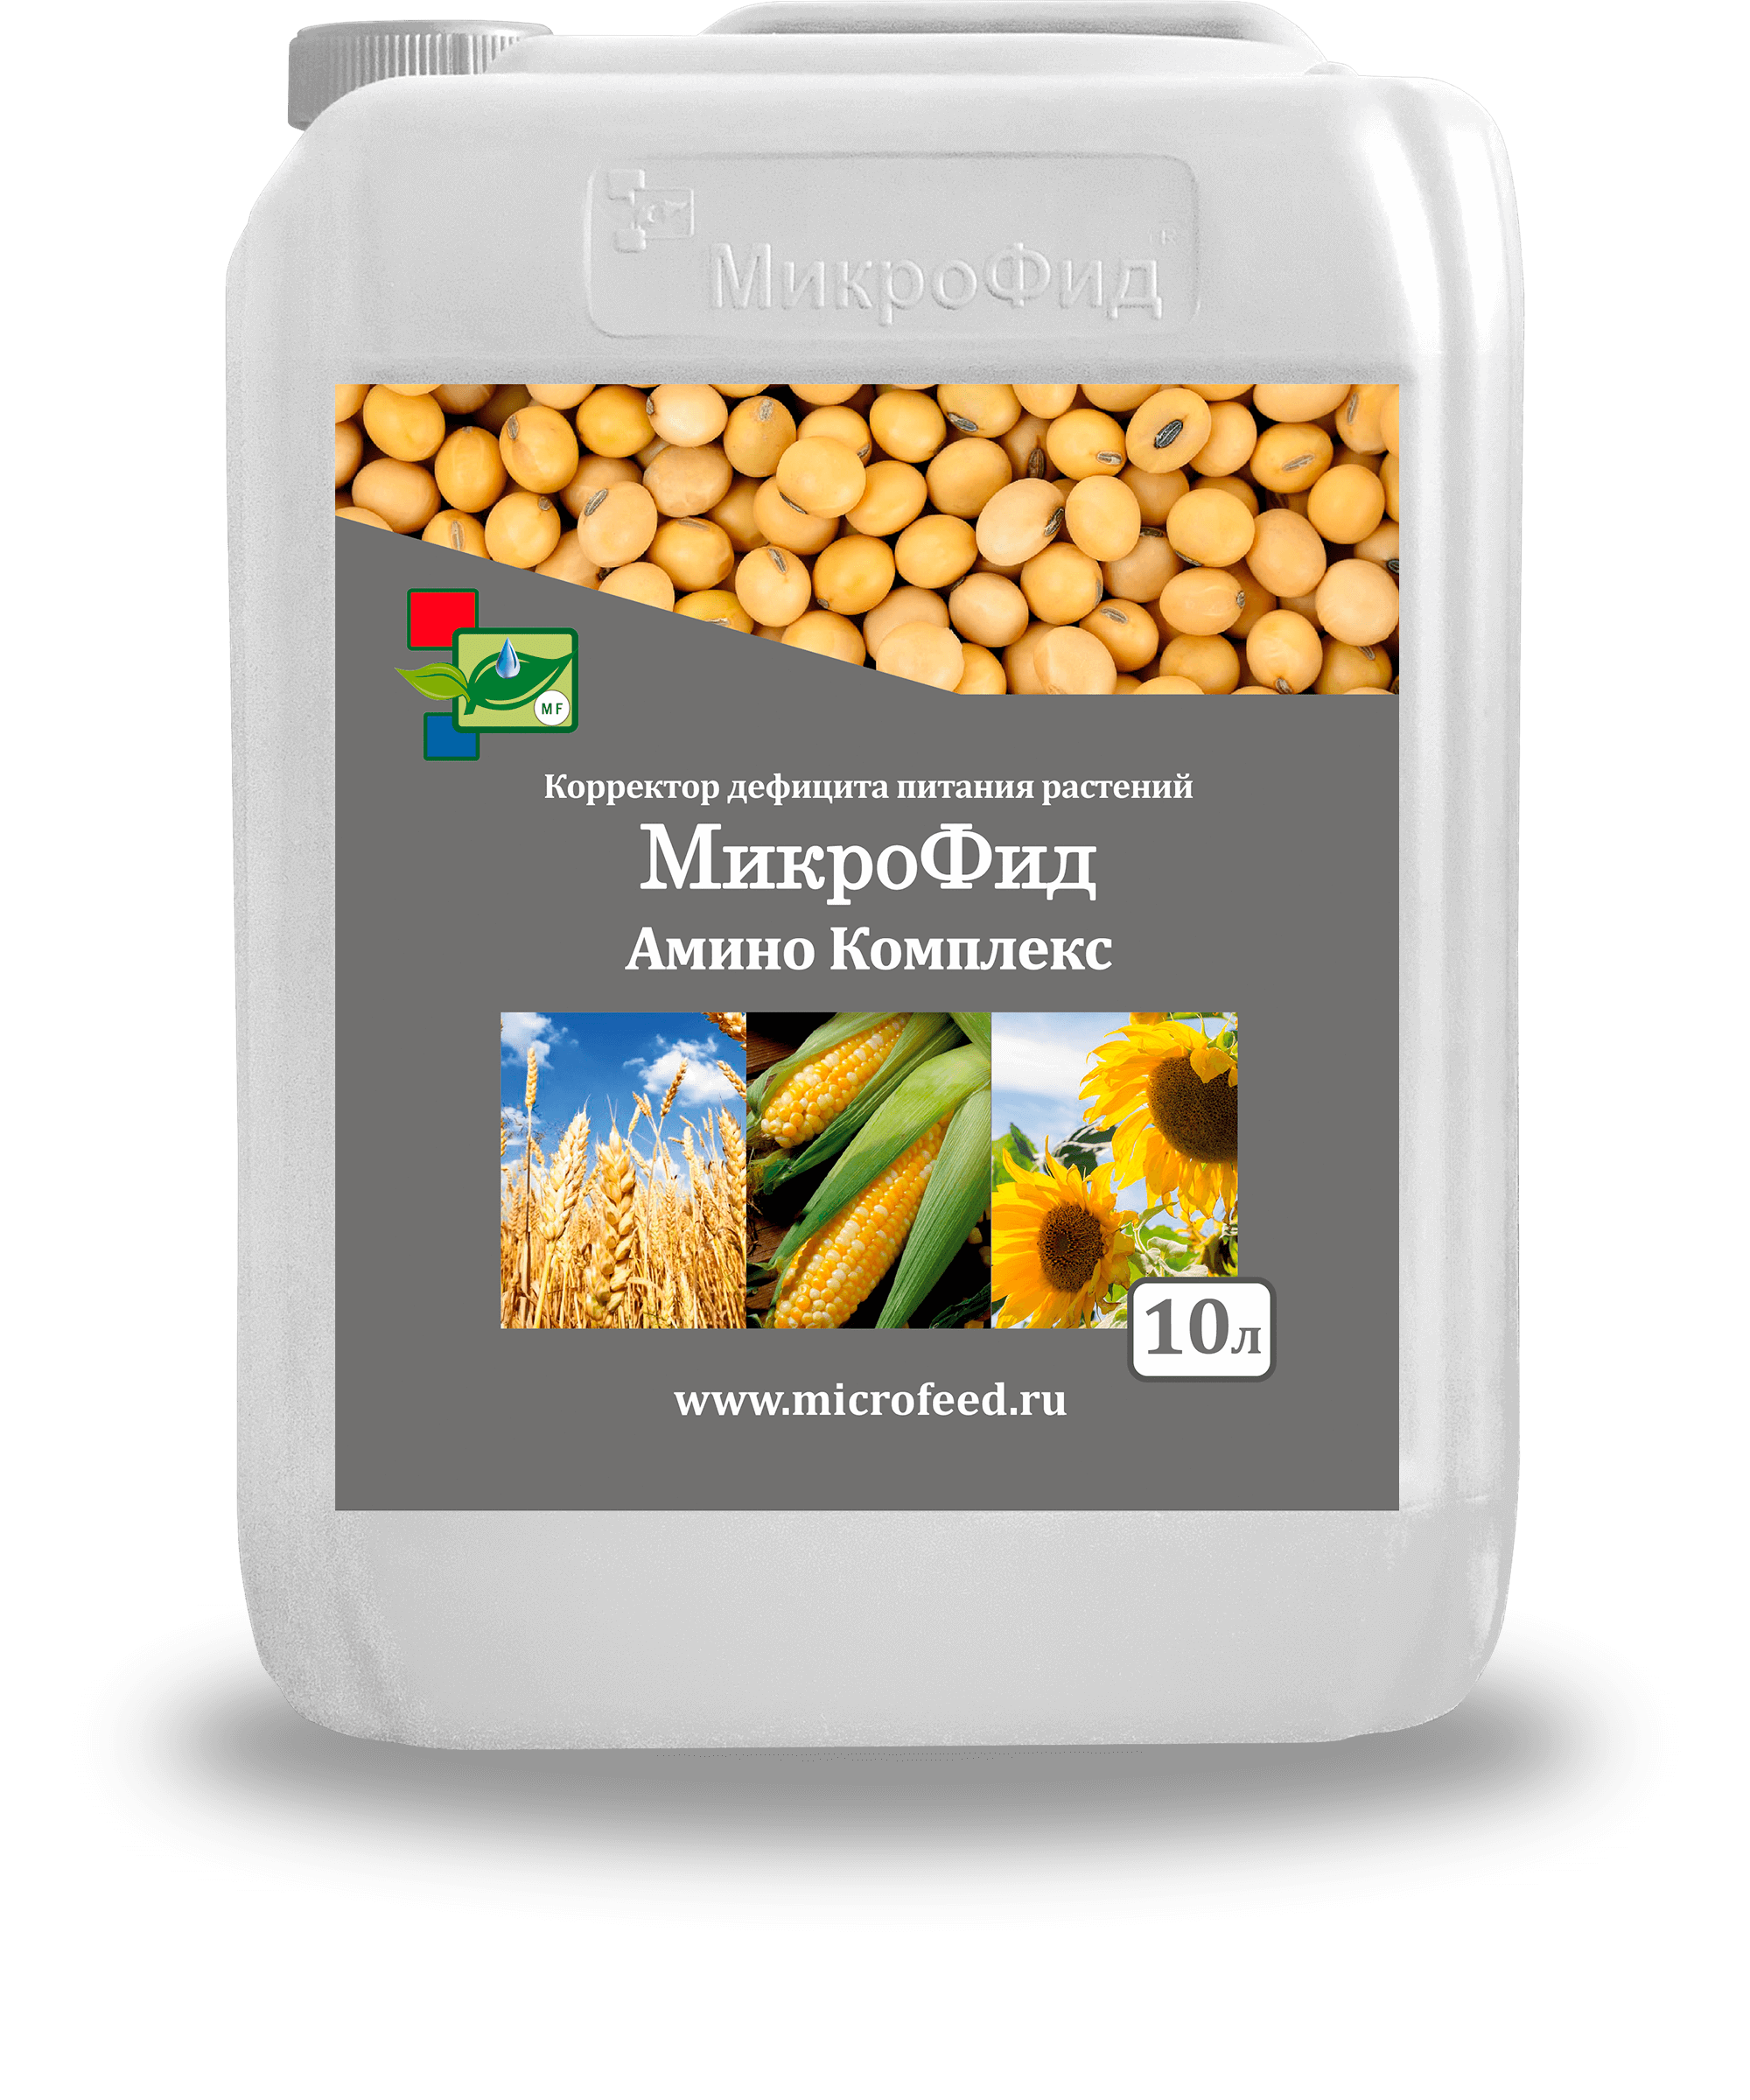 МикроФид
MF
Корректор дефицита питания растений
МикроФид
Амино Комплекс
10л
www.microfeed.ru